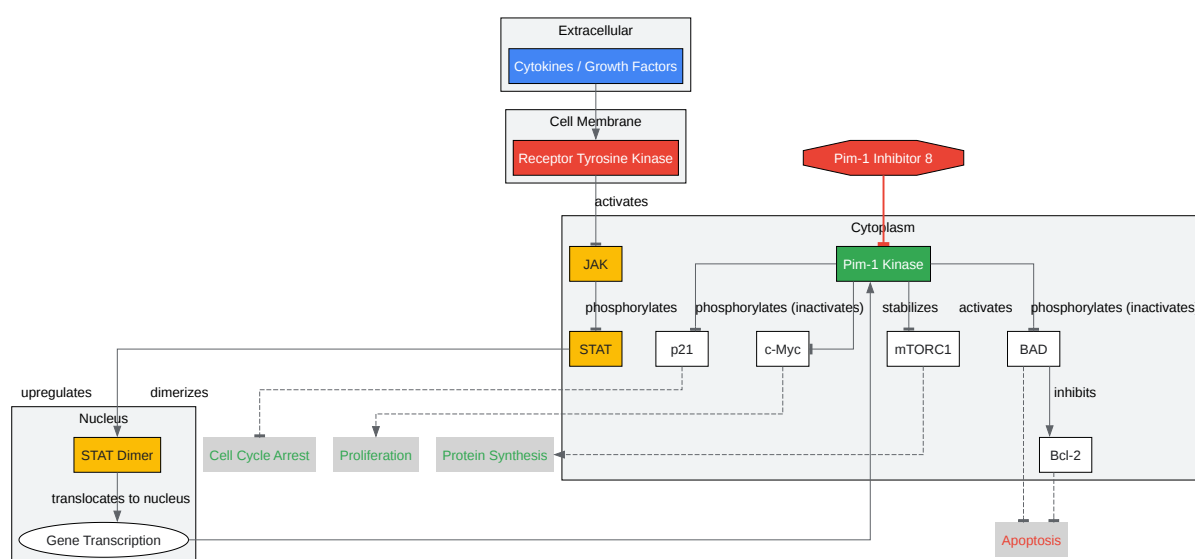 Extracellular
Cytokines / Growth Factors
Cell Membrane
Receptor Tyrosine Kinase
Pim-1 Inhibitor 8
activates
Cytoplasm
JAK
Pim-1 Kinase
phosphorylates
phosphorylates (inactivates)
stabilizes
activates
phosphorylates (inactivates
STAT
p21
c-Myc
mTORC1
BAD
upregulates
dimerizes
inhibits
Nucleus
STAT Dimer
Cell Cycle Arrest
Proliferation
Protein Synthesis
Bcl-2
translocates to nucleus
Gene Transcription
Apoptosis